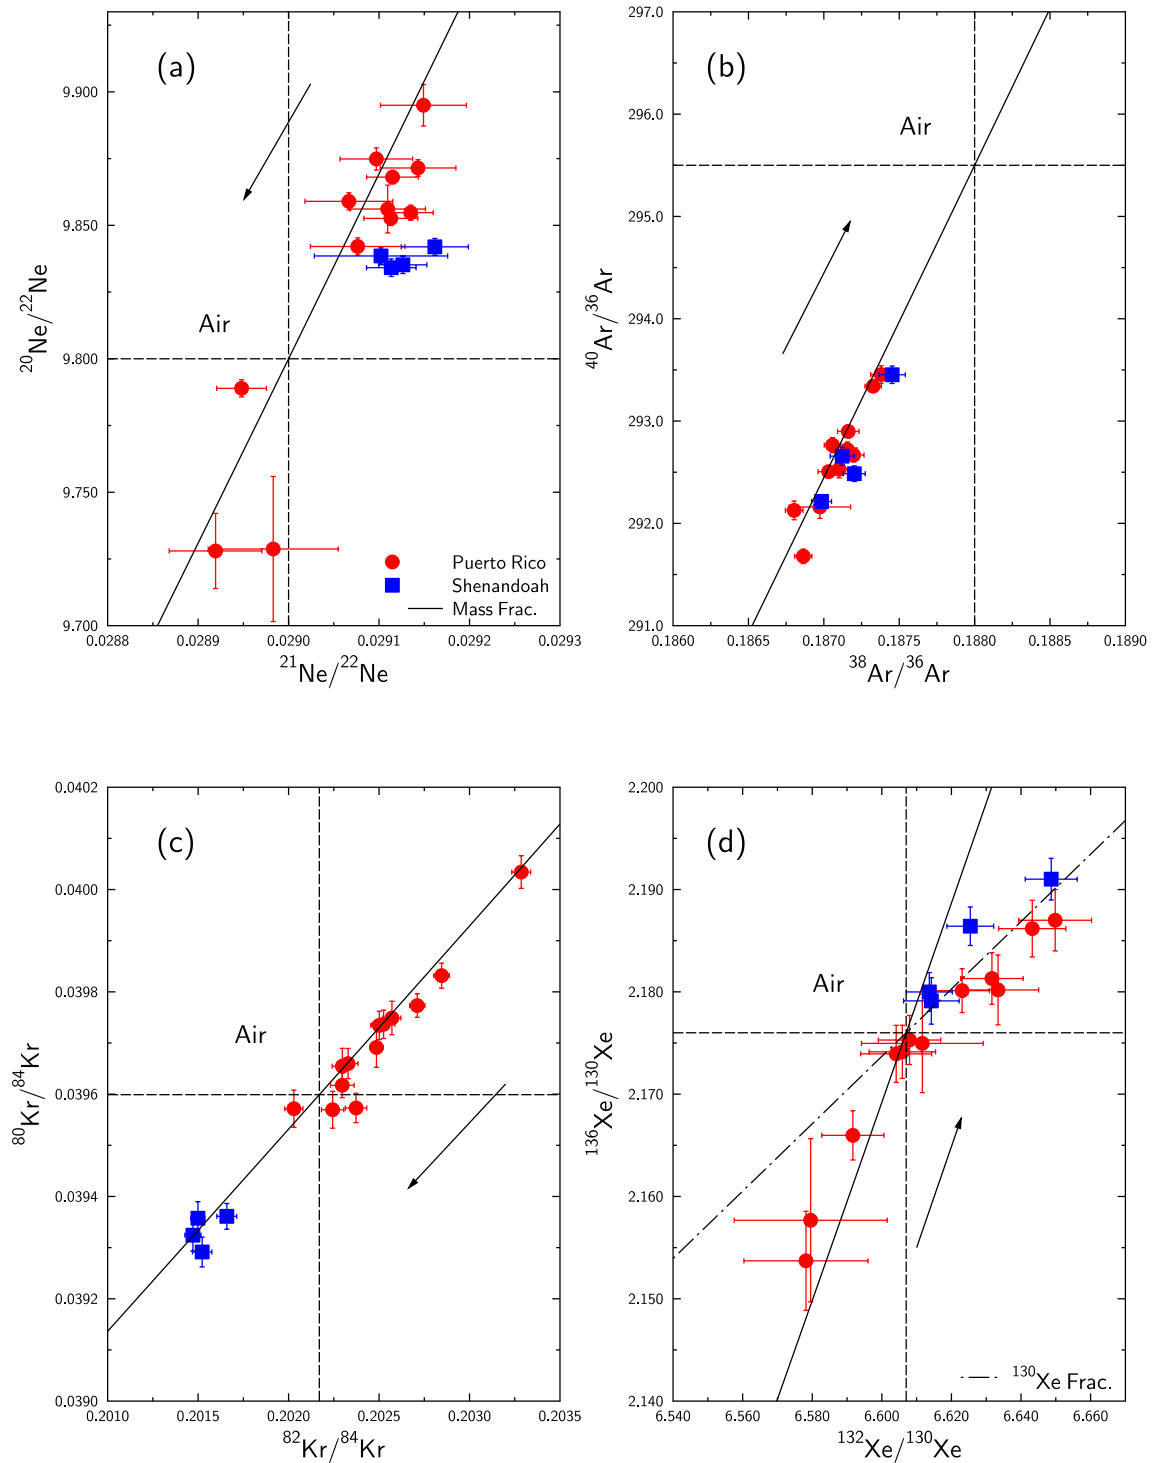 (a)
Air
9.900
9.850
9.800
9.750
9.700
²⁰Ne/²²Ne
Puerto Rico
Shenandoah
Mass Frac.
0.0288
0.0289
0.0290
0.0291
0.0292
0.0293
²¹Ne/²²Ne
(b)
Air
297.0
296.0
295.0
294.0
293.0
292.0
291.0
⁴⁰Ar/³⁶Ar
0.1860
0.1865
0.1870
0.1875
0.1880
0.1885
0.1890
³⁸Ar/³⁶Ar
(c)
Air
0.0402
0.0400
0.0398
0.0396
0.0394
0.0392
0.0390
⁸⁰Kr/⁸⁴Kr
0.2010
0.2015
0.2020
0.2025
0.2030
0.2035
⁸²Kr/⁸⁴Kr
(d)
Air
2.200
2.190
2.180
2.170
2.160
2.150
2.140
¹³⁶Xe/¹³⁰Xe
¹³⁰Xe Frac.
6.540
6.560
6.580
6.600
6.620
6.640
6.660
¹³²Xe/¹³⁰Xe